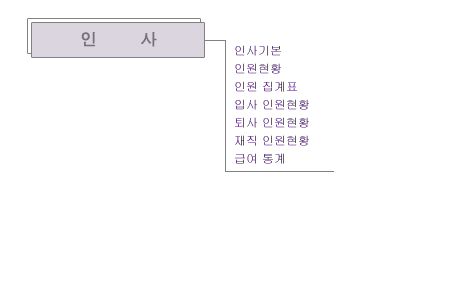 인 사
인사기본
인원현황
인원 집계표
입사 인원현황
퇴사 인원현황
재직 인원현황
급여 통계